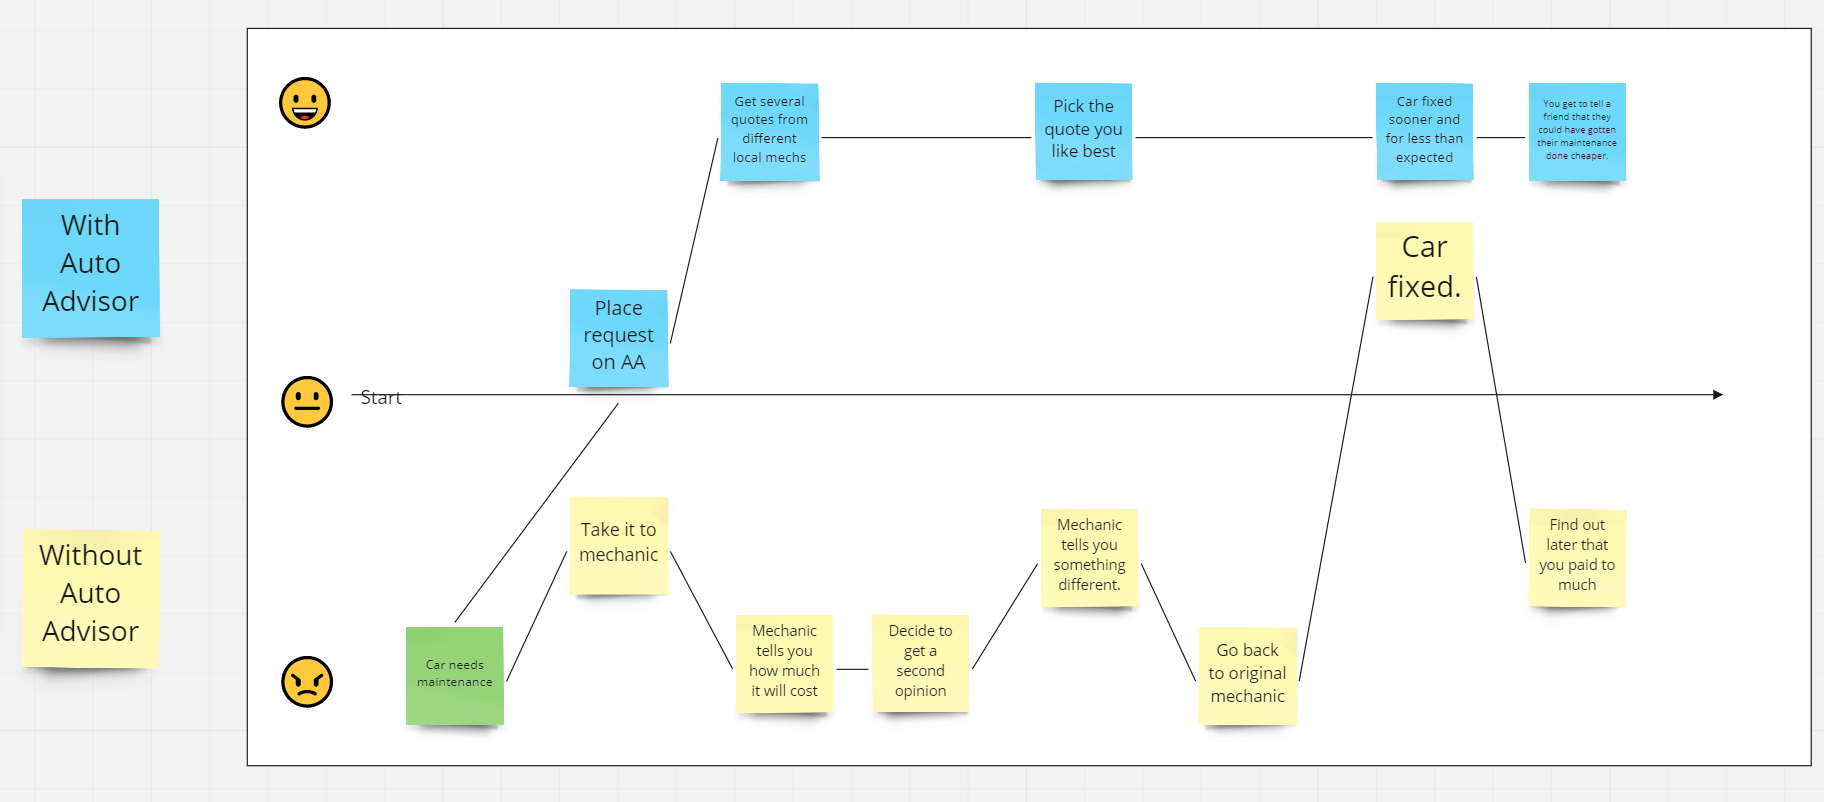 With
Auto
Advisor
Without
Auto
Advisor
Start
Car needs
maintenance
Place
request
on AA
Get several
quotes from
different
local mechs
Pick the
quote you
like best
Car fixed
sooner and
for less than
expected
You get to tell a
friend that they
could have gotten
their maintenance
done cheaper.
Take it to
mechanic
Mechanic
tells you
how much
it will cost
Decide to
get a
second
opinion
Mechanic
tells you
something
different.
Go back
to original
mechanic
Car
fixed.
Find out
later that
you paid to
much